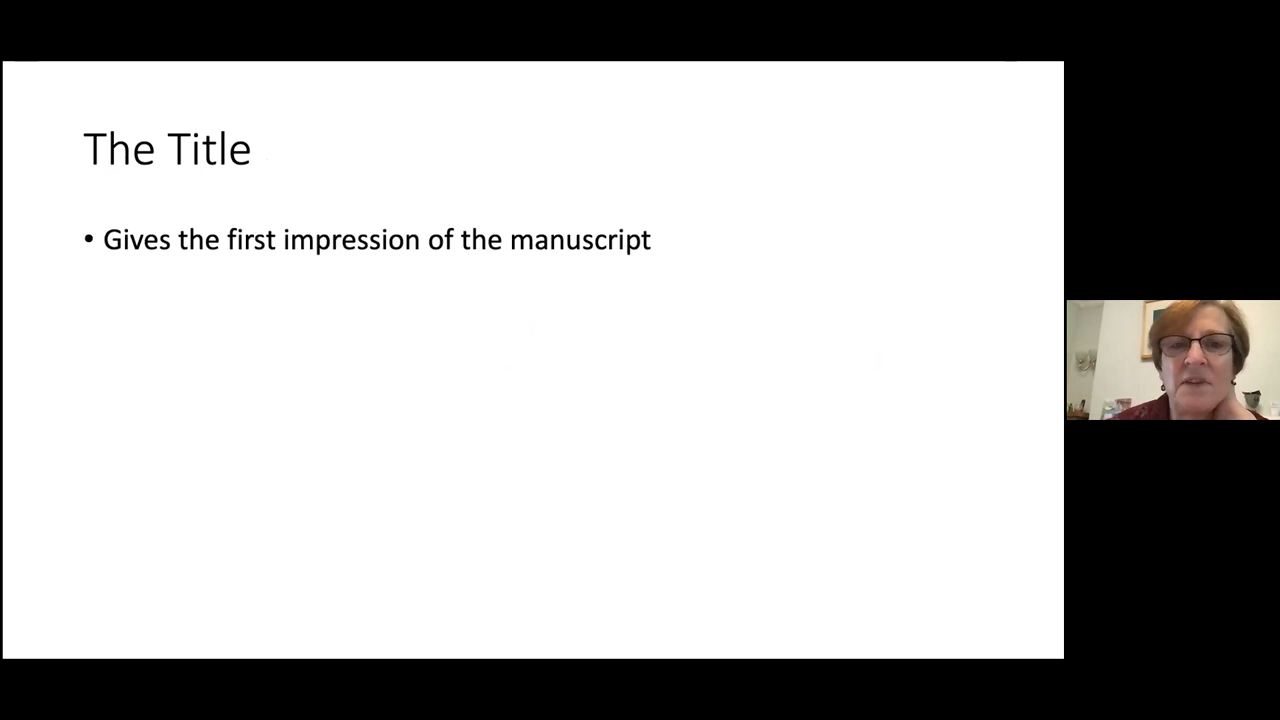 The Title
• Gives the first impression of the manuscript